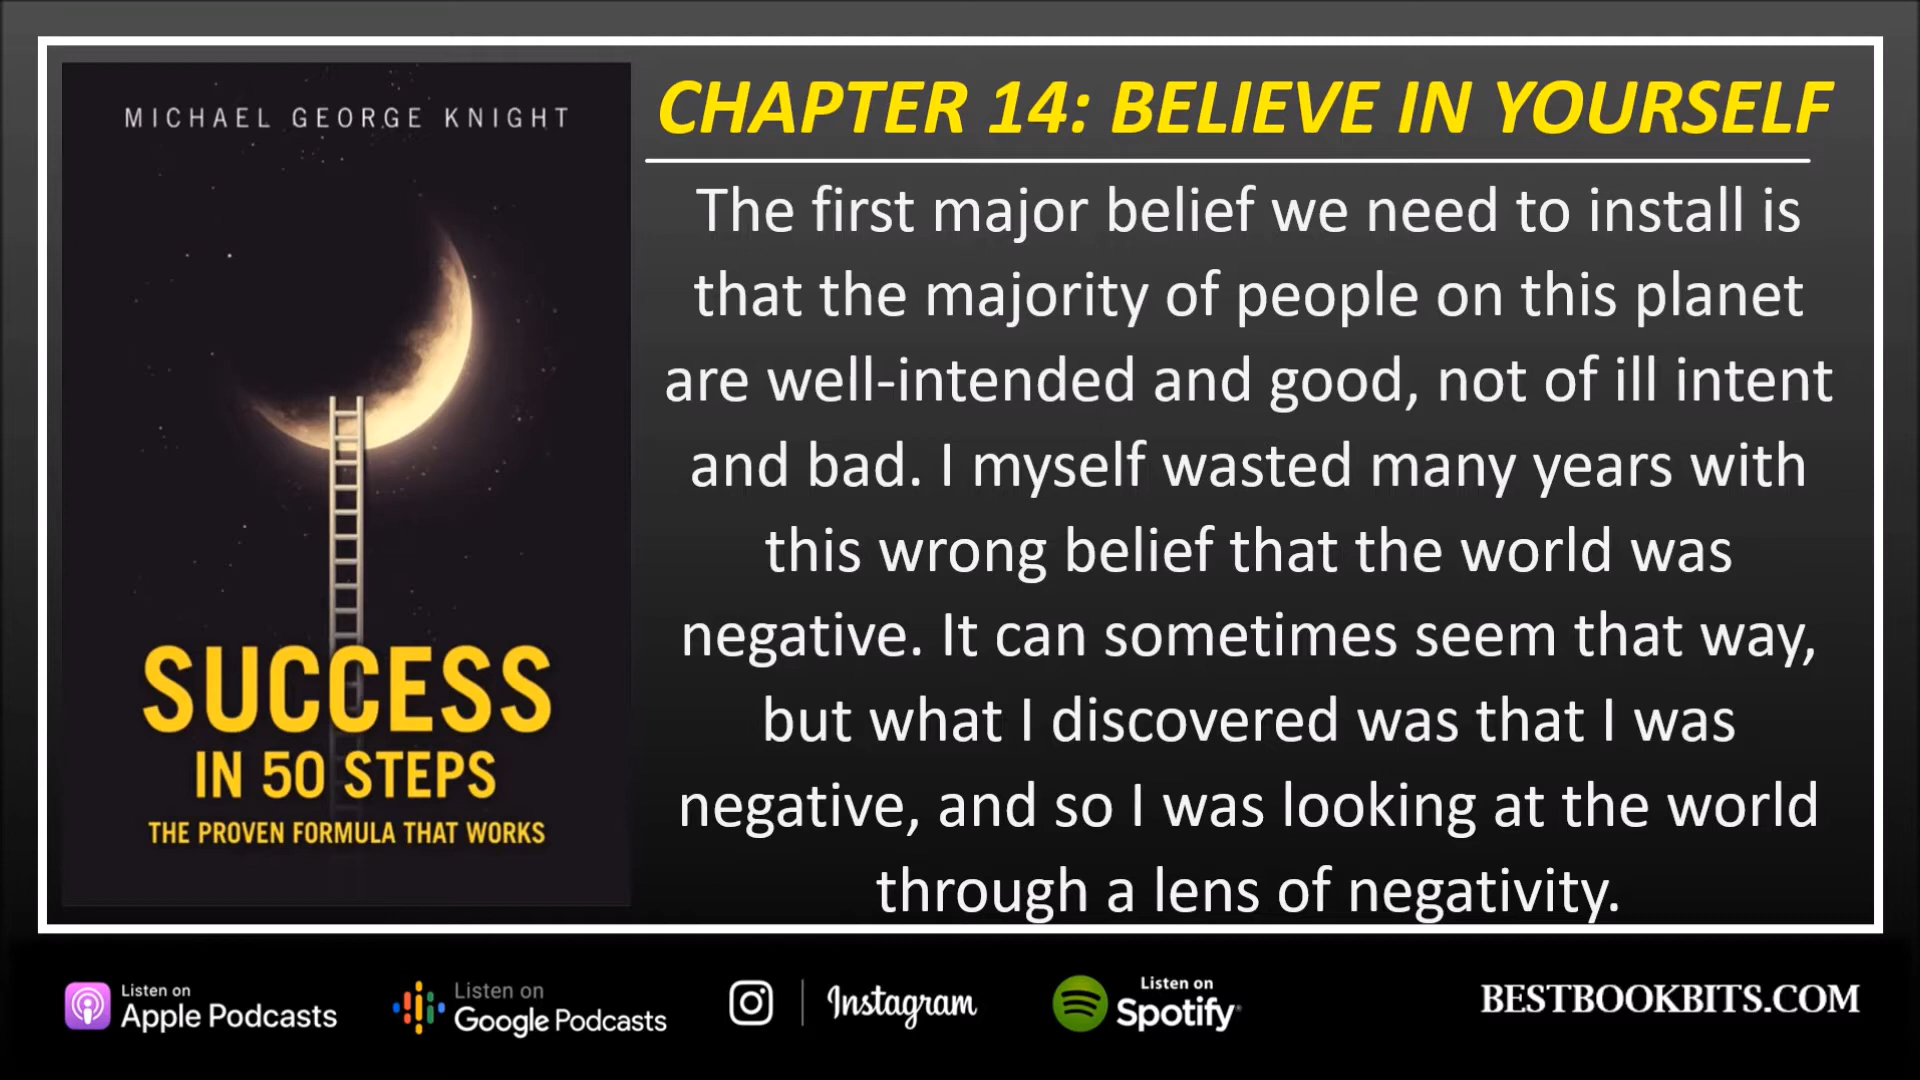 MICHAEL GEORGE KNIGHT
SUCCESS
IN 50 STEPS
THE PROVEN FORMULA THAT WORKS
CHAPTER 14: BELIEVE IN YOURSELF
The first major belief we need to install is
that the majority of people on this planet
are well-intended and good, not of ill intent
and bad. I myself wasted many years with
this wrong belief that the world was
negative. It can sometimes seem that way,
but what I discovered was that I was
negative, and so I was looking at the world
through a lens of negativity.
Listen on
Apple Podcasts
Listen on
Google Podcasts
Instagram
Listen on
Spotify
BESTBOOKBITS.COM